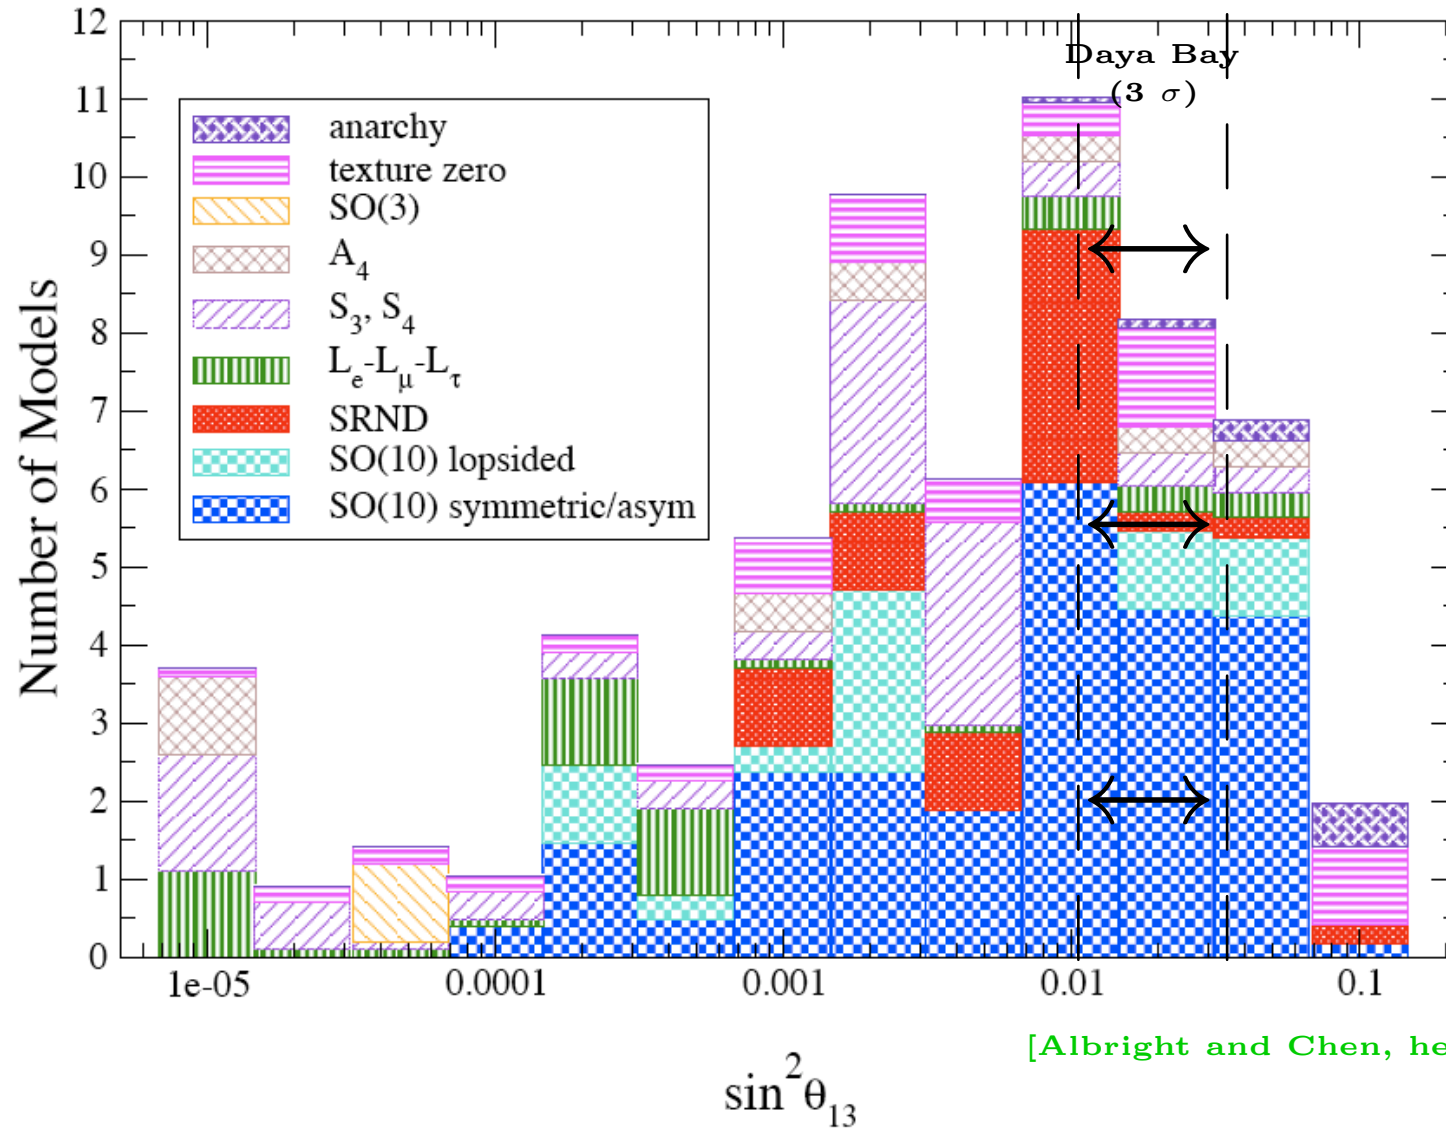 12
11
10
9
8
7
6
5
4
3
2
1
0
Number of Models
Daya Bay
(3 σ)
anarchy
texture zero
SO(3)
A₄
S₃, S₄
Lₑ-L_μ-L_τ
SRND
SO(10) lopsided
SO(10) symmetric/asym
1e-05 0.0001 0.001 0.01 0.1
sin²θ₁₃
[Albright and Chen, he